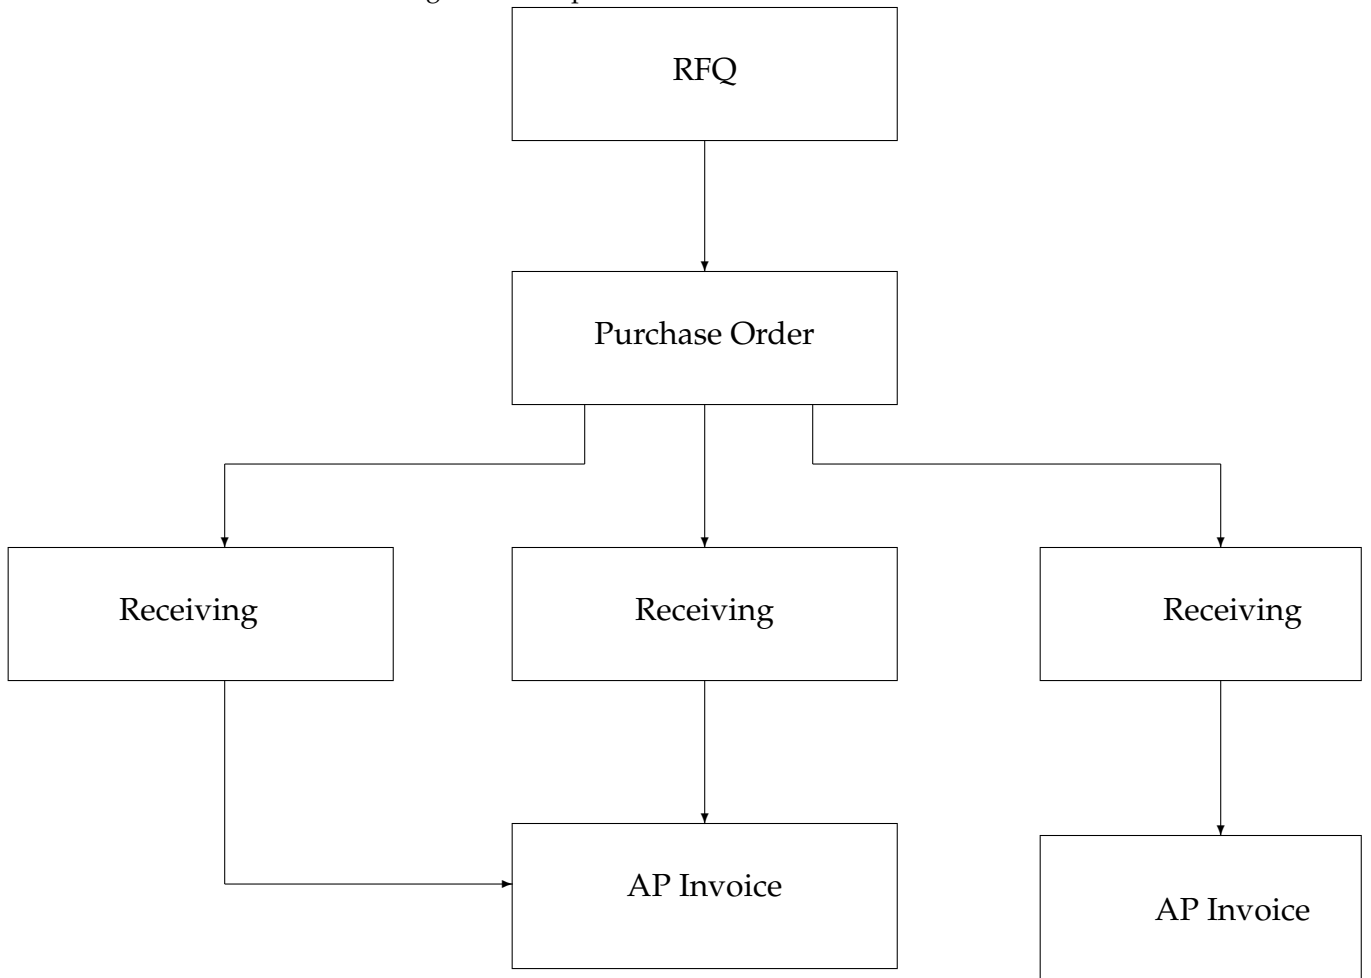 RFQ
Purchase Order
Receiving
Receiving
Receiving
AP Invoice
AP Invoice